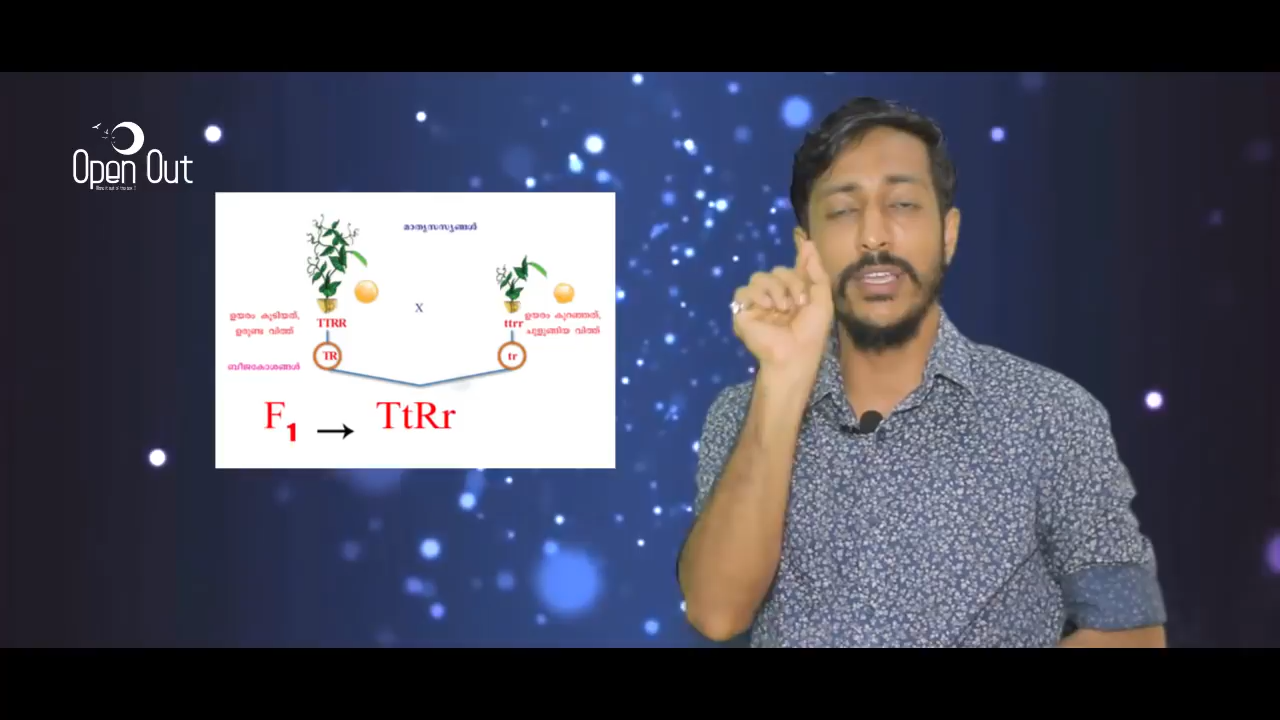 Open Out
മാതൃസസ്യങ്ങൾ
X
ഉയരം കൂടിയത്,
ഉരുണ്ട വിത്ത്
TTRR
ttrr
ഉയരം കുറഞ്ഞത്,
ചുളുങ്ങിയ വിത്ത്
TR
tr
ബീജകോശങ്ങൾ
F1 → TtRr